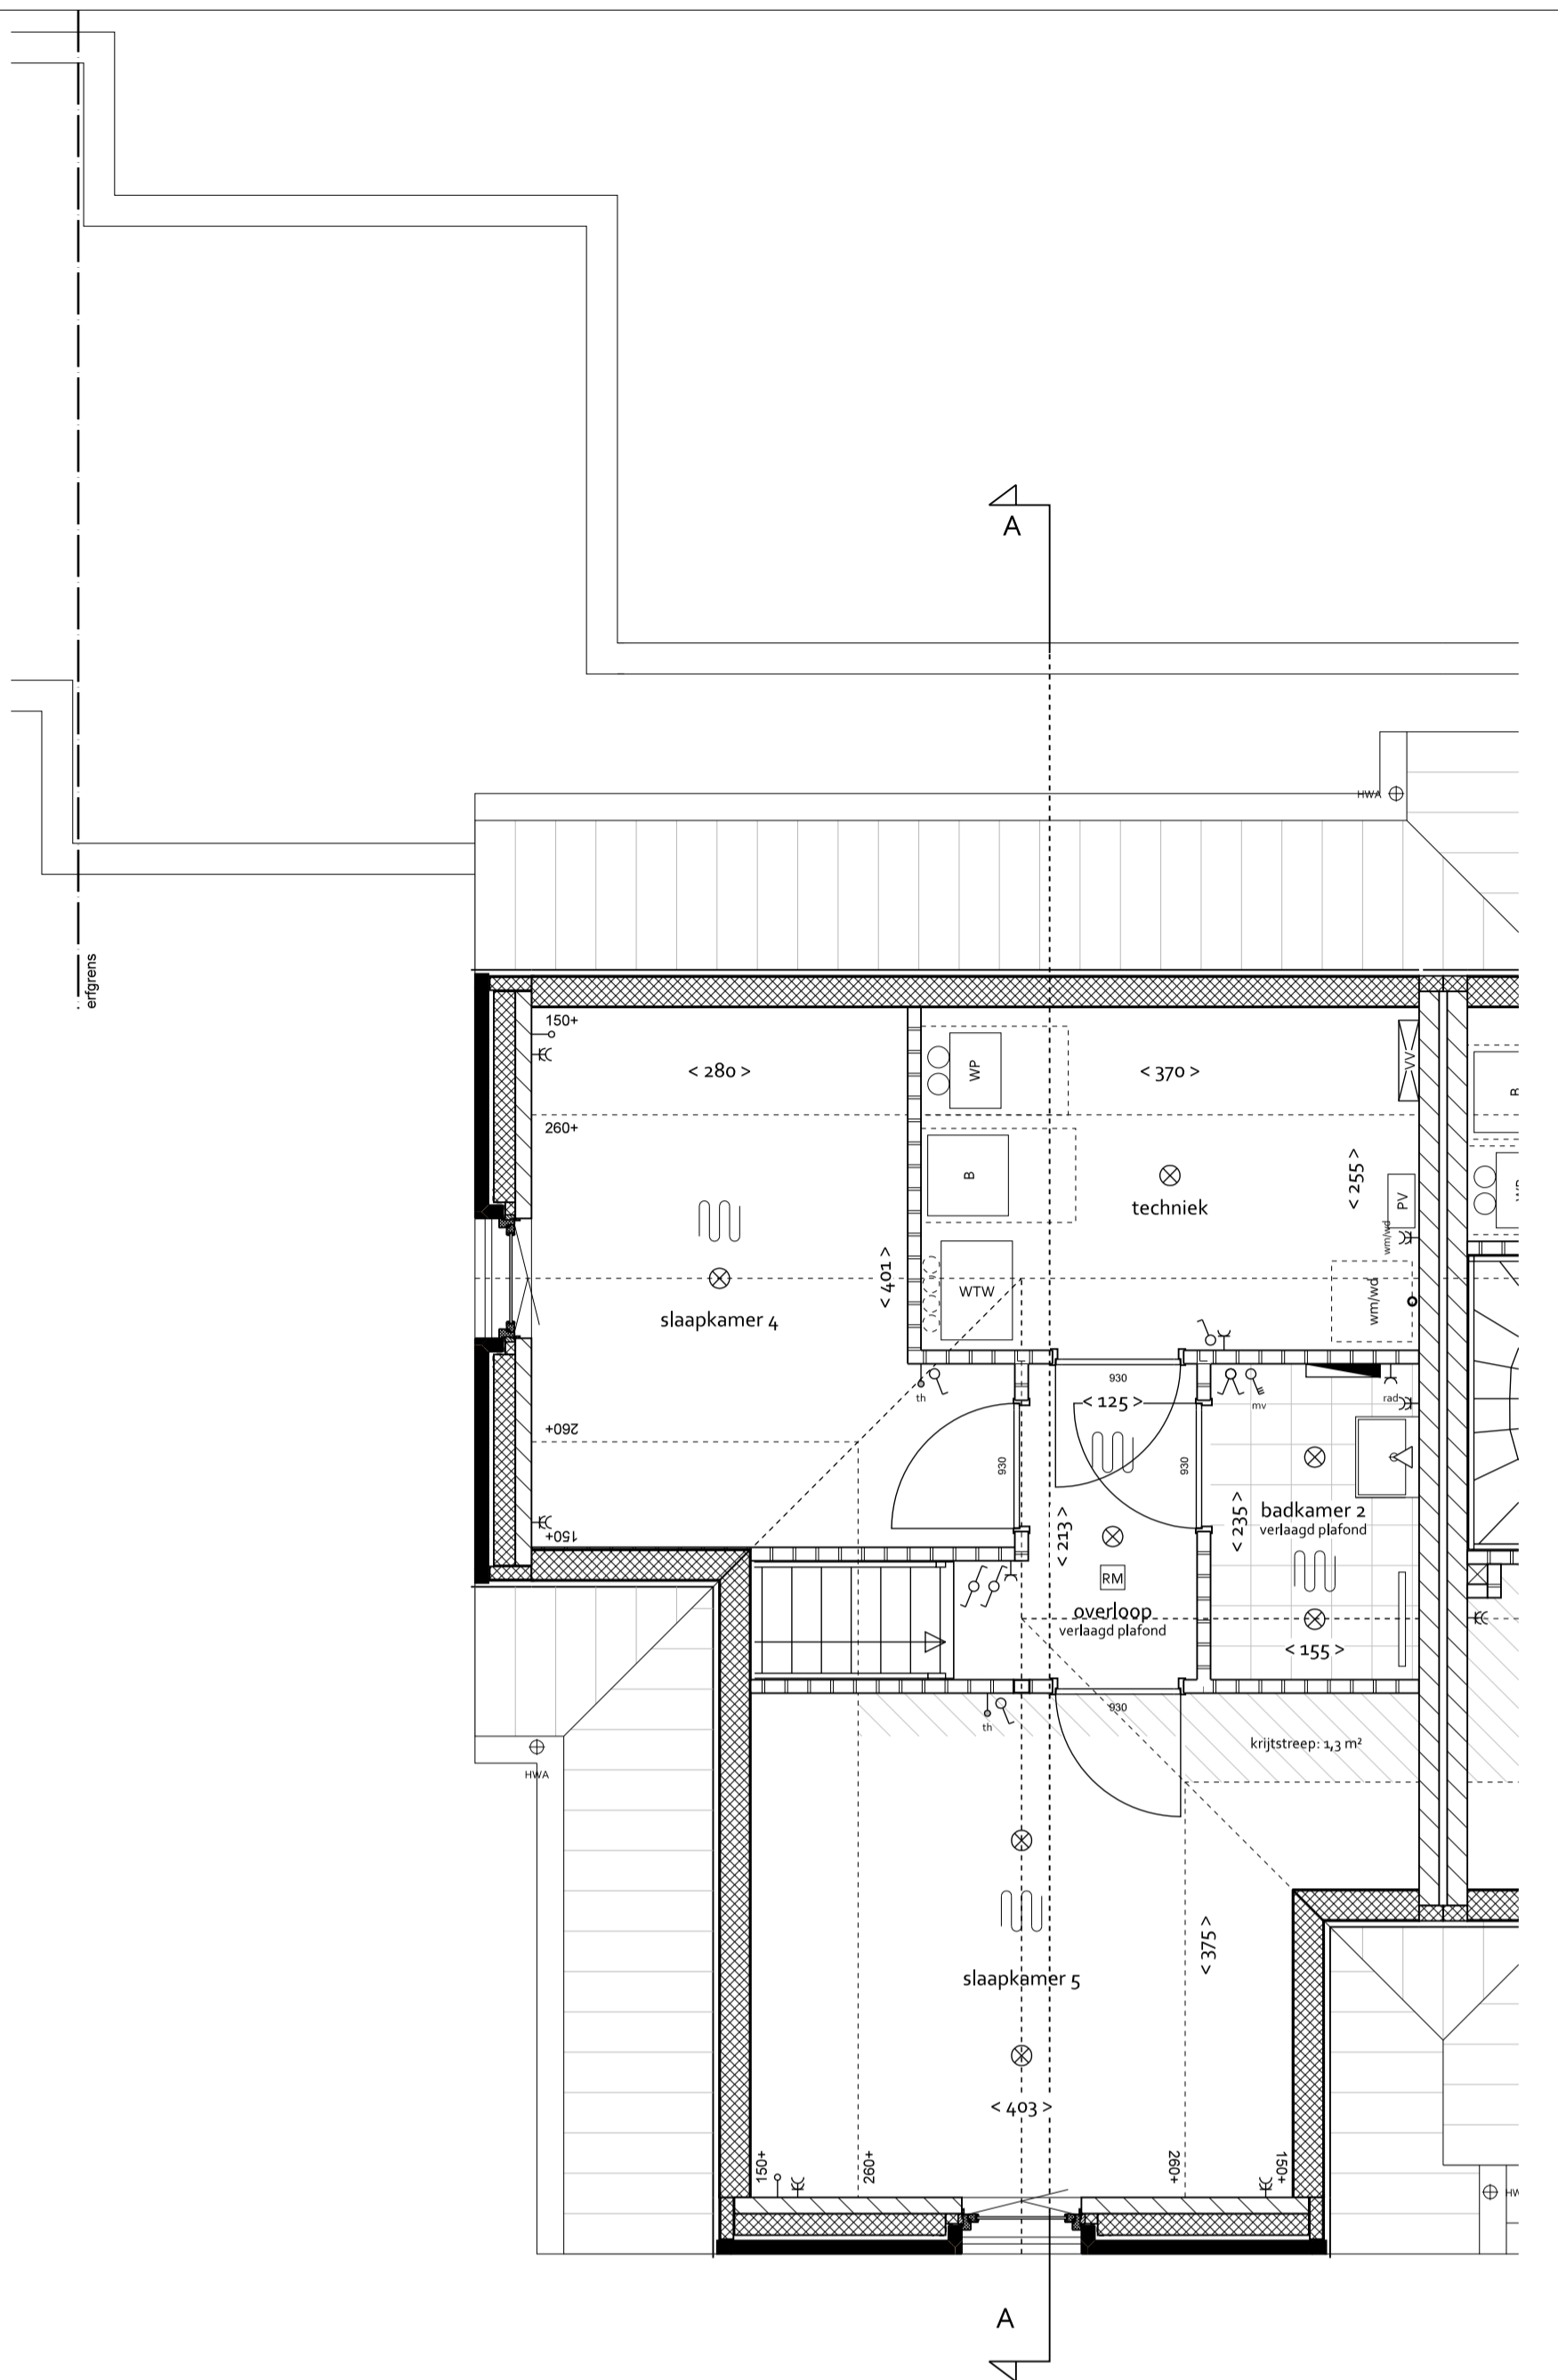 A
HWA
erfgrens
150+
< 280 >
WP
< 370 >
VV
B
260+
B
< 255 >
techniek
PV
wm/wd
< 401 >
WTW
wm/wd
slaapkamer 4
930
th
< 125 >
mv
rad
260+
930
930
150+
< 213 >
< 235 >
badkamer 2
verlaagd plafond
RM
overloop
verlaagd plafond
< 155 >
th
930
krijtstreep: 1,3 m²
HWA
< 375 >
slaapkamer 5
< 403 >
150+
260+
260+
150+
A